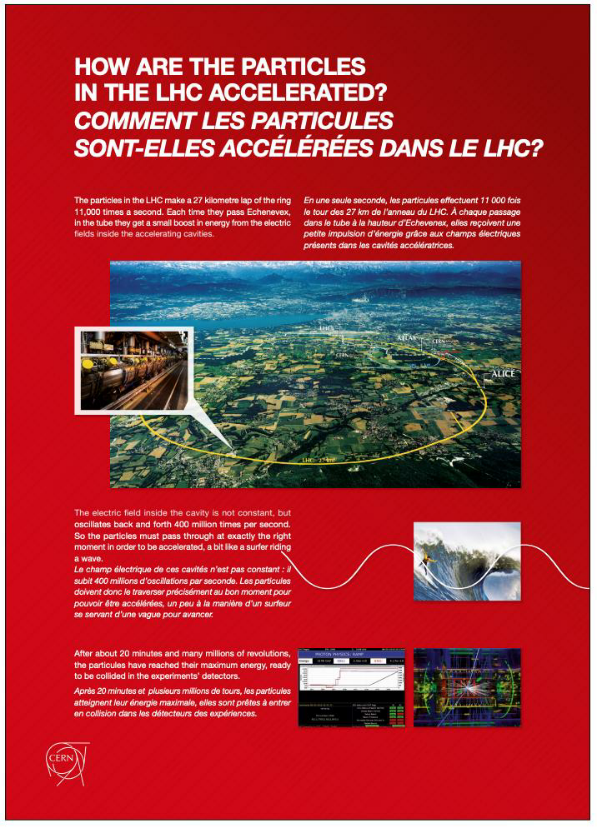 HOW ARE THE PARTICLES
IN THE LHC ACCELERATED?
COMMENT LES PARTICULES
SONT-ELLES ACCÉLÉRÉES DANS LE LHC?
The particles in the LHC make a 27 kilometre lap of the ring
11,000 times a second. Each time they pass Echenevex,
in the tube they get a small boost in energy from the electric
fields inside the accelerating cavities.
En une seule seconde, les particules effectuent 11 000 fois
le tour des 27 km de l'anneau du LHC. À chaque passage
dans le tube à la hauteur d'Echevenex, elles reçoivent une
petite impulsion d'énergie grâce aux champs électriques
présents dans les cavités accélératrices.
ATLAS
ALICE
The electric field inside the cavity is not constant, but
oscillates back and forth 400 million times per second.
So the particles must pass through at exactly the right
moment in order to be accelerated, a bit like a surfer riding
a wave.
Le champ électrique de ces cavités n'est pas constant : il
subit 400 millions d'oscillations par seconde. Les particules
doivent donc le traverser précisément au bon moment pour
pouvoir être accélérées, un peu à la manière d'un surfeur
se servant d'une vague pour avancer.
After about 20 minutes and many millions of revolutions,
the particles have reached their maximum energy, ready
to be collided in the experiments' detectors.
Après 20 minutes et plusieurs millions de tours, les particules
atteignent leur énergie maximale, elles sont prêtes à entrer
en collision dans les détecteurs des expériences.
PROTON PHYSICS: RAMP
CERN